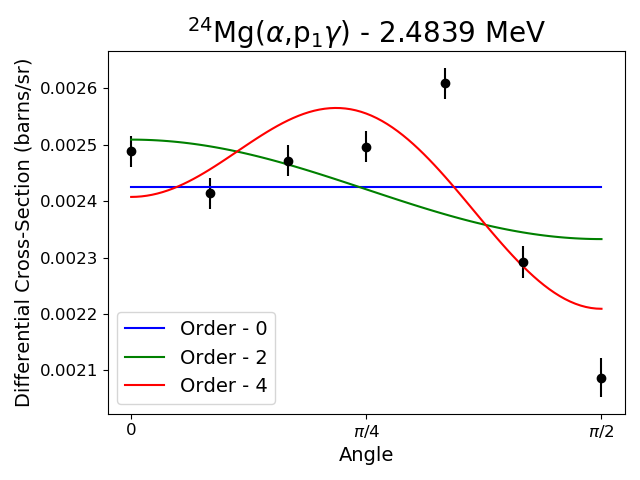 ²⁴Mg(α,p₁γ) - 2.4839 MeV
Differential Cross-Section (barns/sr)
0.0026
0.0025
0.0024
0.0023
0.0022
0.0021
Order - 0
Order - 2
Order - 4
0
π/4
π/2
Angle